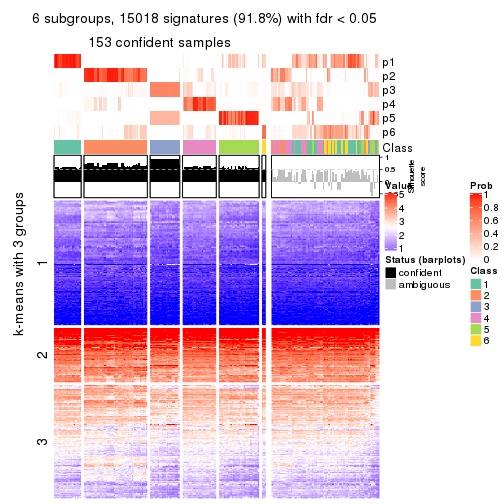 6 subgroups, 15018 signatures (91.8%) with fdr < 0.05
153 confident samples
p1
p2
p3
p4
p5
p6
Class
1
0.5
0
Silhouette
score
k-means with 3 groups
1
2
3
Value
5
4
3
2
1
Status (barplots)
confident
ambiguous
Prob
1
0.8
0.6
0.4
0.2
0
Class
1
2
3
4
5
6